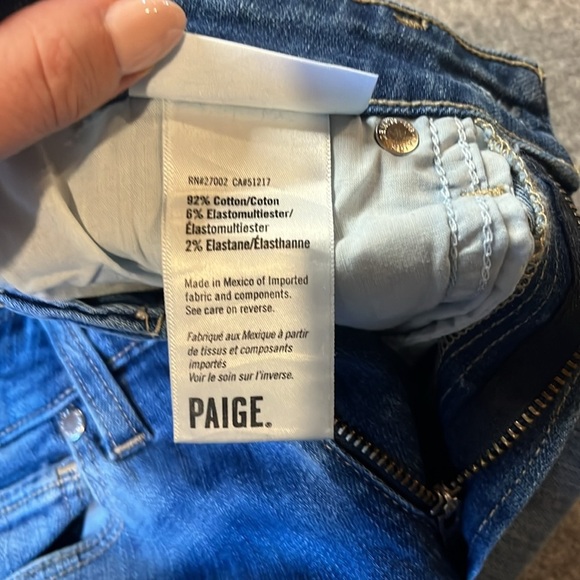 RN#27002 CA#51217
92% Cotton/Coton
6% Elastomultiester/
Élastomultiester
2% Elastane/Élasthanne
Made in Mexico of Imported
fabric and components.
See care on reverse.
Fabriqué aux Mexique à partir
de tissus et composants
importés
Voir le soin sur l'inverse.
PAIGE.